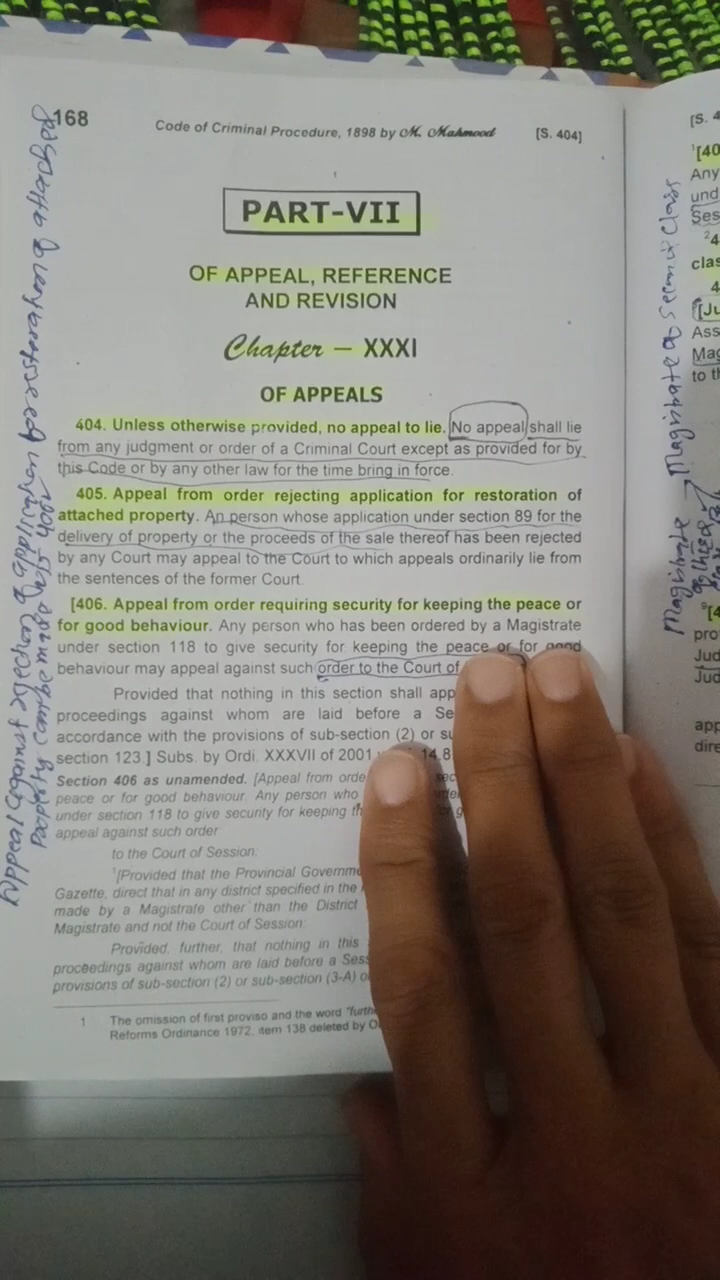 168
Code of Criminal Procedure, 1898 by M. Mahmood
[S. 404]
PART-VII
OF APPEAL, REFERENCE
AND REVISION
Chapter – XXXI
OF APPEALS
404. Unless otherwise provided, no appeal to lie. No appeal shall lie
from any judgment or order of a Criminal Court except as provided for by
this Code or by any other law for the time bring in force.
405. Appeal from order rejecting application for restoration of
attached property. An person whose application under section 89 for the
delivery of property or the proceeds of the sale thereof has been rejected
by any Court may appeal to the Court to which appeals ordinarily lie from
the sentences of the former Court.
[406. Appeal from order requiring security for keeping the peace or
for good behaviour. Any person who has been ordered by a Magistrate
under section 118 to give security for keeping the peace or for good
behaviour may appeal against such order to the Court of
Provided that nothing in this section shall app
proceedings against whom are laid before a Se
accordance with the provisions of sub-section (2) or su
section 123.] Subs. by Ordi. XXXVII of 2001 14.8
Section 406 as unamended. [Appeal from orde sec
peace or for good behaviour. Any person who
under section 118 to give security for keeping th
appeal against such order
to the Court of Session:
1[Provided that the Provincial Governme
Gazette, direct that in any district specified in the
made by a Magistrate other than the District
Magistrate and not the Court of Session:
Provided, further, that nothing in this
proceedings against whom are laid before a Sess
provisions of sub-section (2) or sub-section (3-A) o
1 The omission of first proviso and the word "furthe
Reforms Ordinance 1972, item 138 deleted by O
Appeal against rejection of application for restoration of attached
Property can be made
[S. 4
1[40
Any
und
Ses
24
clas
4
[Ju
Ass
Mag
to th
9[4
pro
Jud
Jud
app
dire
Magistrate of second class
Magistrate